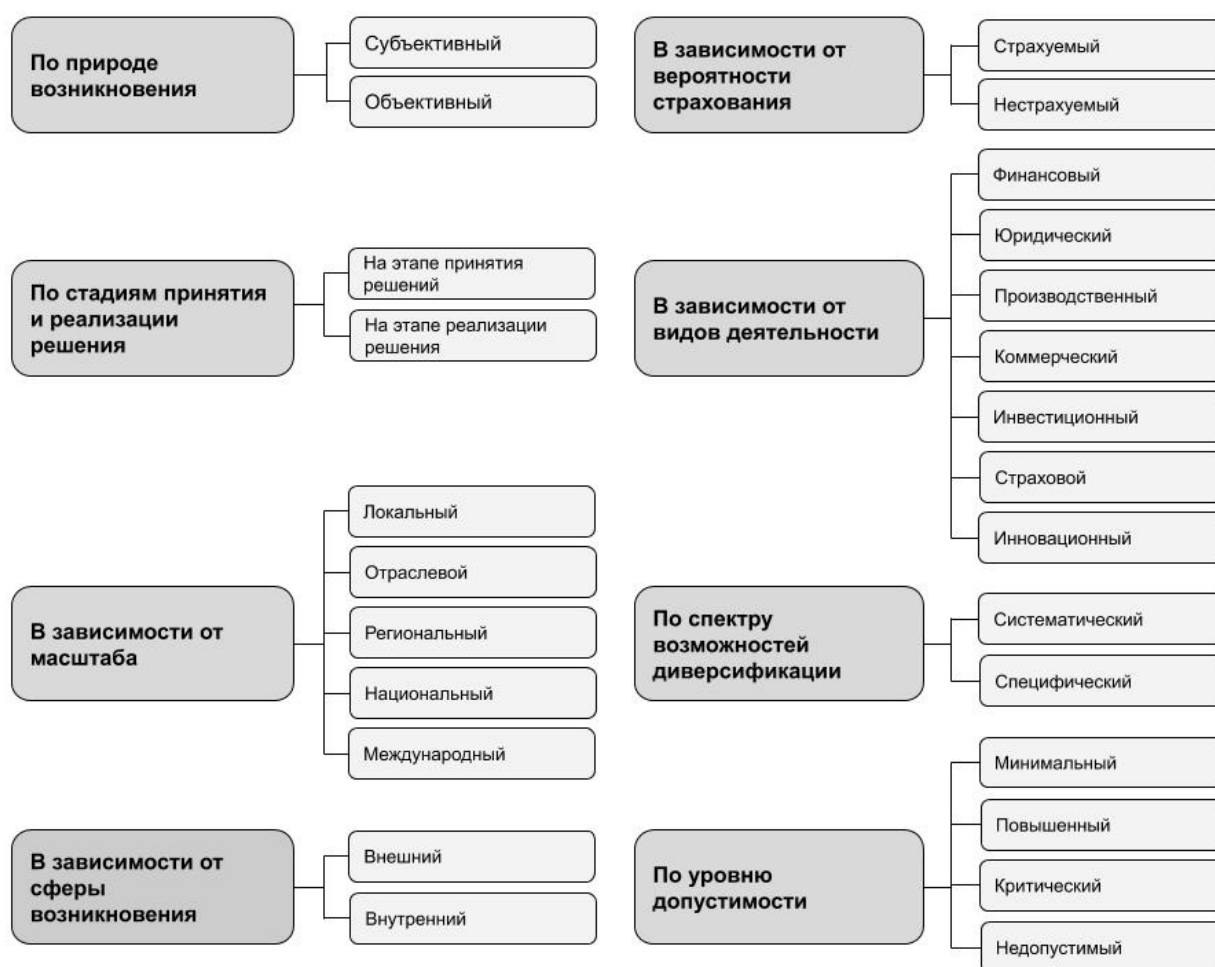 По природе
возникновения
Субъективный
Объективный
По стадиям принятия
и реализации
решения
На этапе принятия
решений
На этапе реализации
решения
В зависимости от
масштаба
Локальный
Отраслевой
Региональный
Национальный
Международный
В зависимости от
сферы
возникновения
Внешний
Внутренний
В зависимости от
вероятности
страхования
Страхуемый
Нестрахуемый
В зависимости от
видов деятельности
Финансовый
Юридический
Производственный
Коммерческий
Инвестиционный
Страховой
Инновационный
По спектру
возможностей
диверсификации
Систематический
Специфический
По уровню
допустимости
Минимальный
Повышенный
Критический
Недопустимый